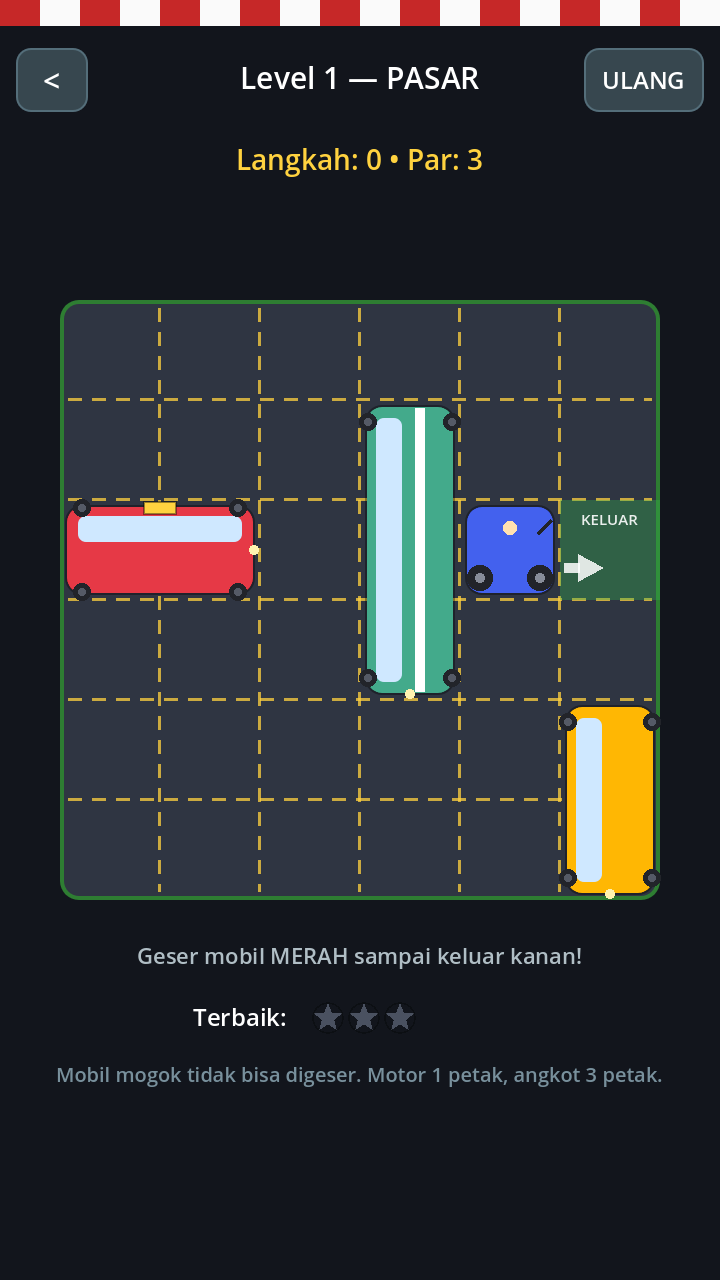 <
Level 1 — PASAR
ULANG
Langkah: 0 • Par: 3
KELUAR
Geser mobil MERAH sampai keluar kanan!
Terbaik:
Mobil mogok tidak bisa digeser. Motor 1 petak, angkot 3 petak.